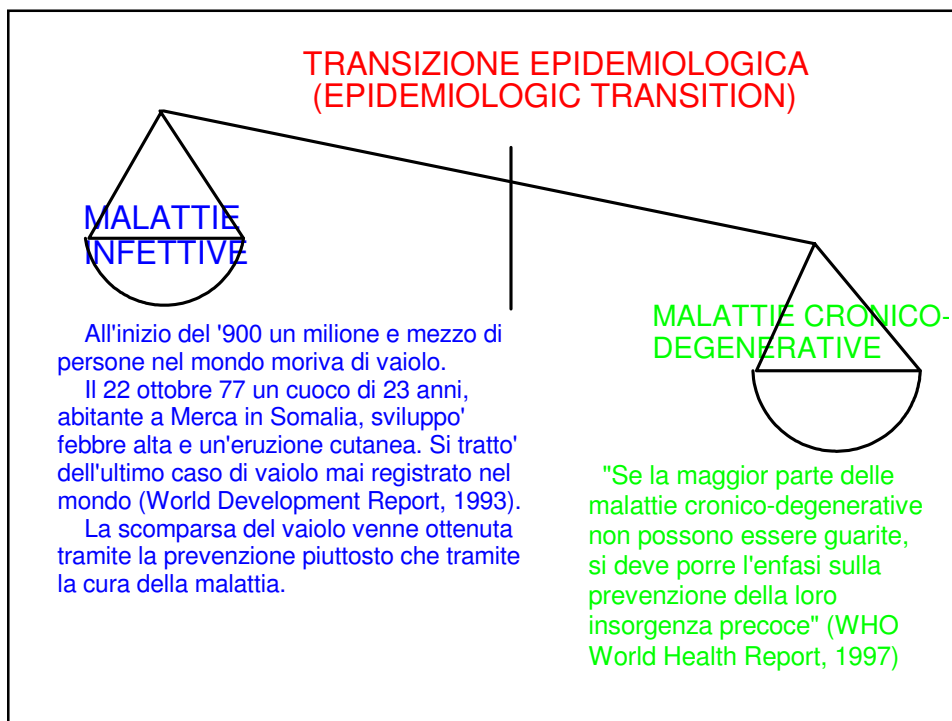 TRANSIZIONE EPIDEMIOLOGICA
(EPIDEMIOLOGIC TRANSITION)
MALATTIE
INFETTIVE
All'inizio del '900 un milione e mezzo di
persone nel mondo moriva di vaiolo.
Il 22 ottobre 77 un cuoco di 23 anni,
abitante a Merca in Somalia, sviluppo'
febbre alta e un'eruzione cutanea. Si tratto'
dell'ultimo caso di vaiolo mai registrato nel
mondo (World Development Report, 1993).
La scomparsa del vaiolo venne ottenuta
tramite la prevenzione piuttosto che tramite
la cura della malattia.
MALATTIE CRONICO-
DEGENERATIVE
"Se la maggior parte delle
malattie cronico-degenerative
non possono essere guarite,
si deve porre l'enfasi sulla
prevenzione della loro
insorgenza precoce" (WHO
World Health Report, 1997)